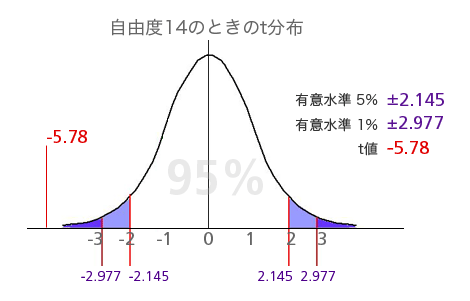 自由度14のときのt分布
有意水準 5% ±2.145
有意水準 1% ±2.977
t値 -5.78
-5.78
95%
-3 -2 -1 0 1 2 3
-2.977 -2.145 2.145 2.977